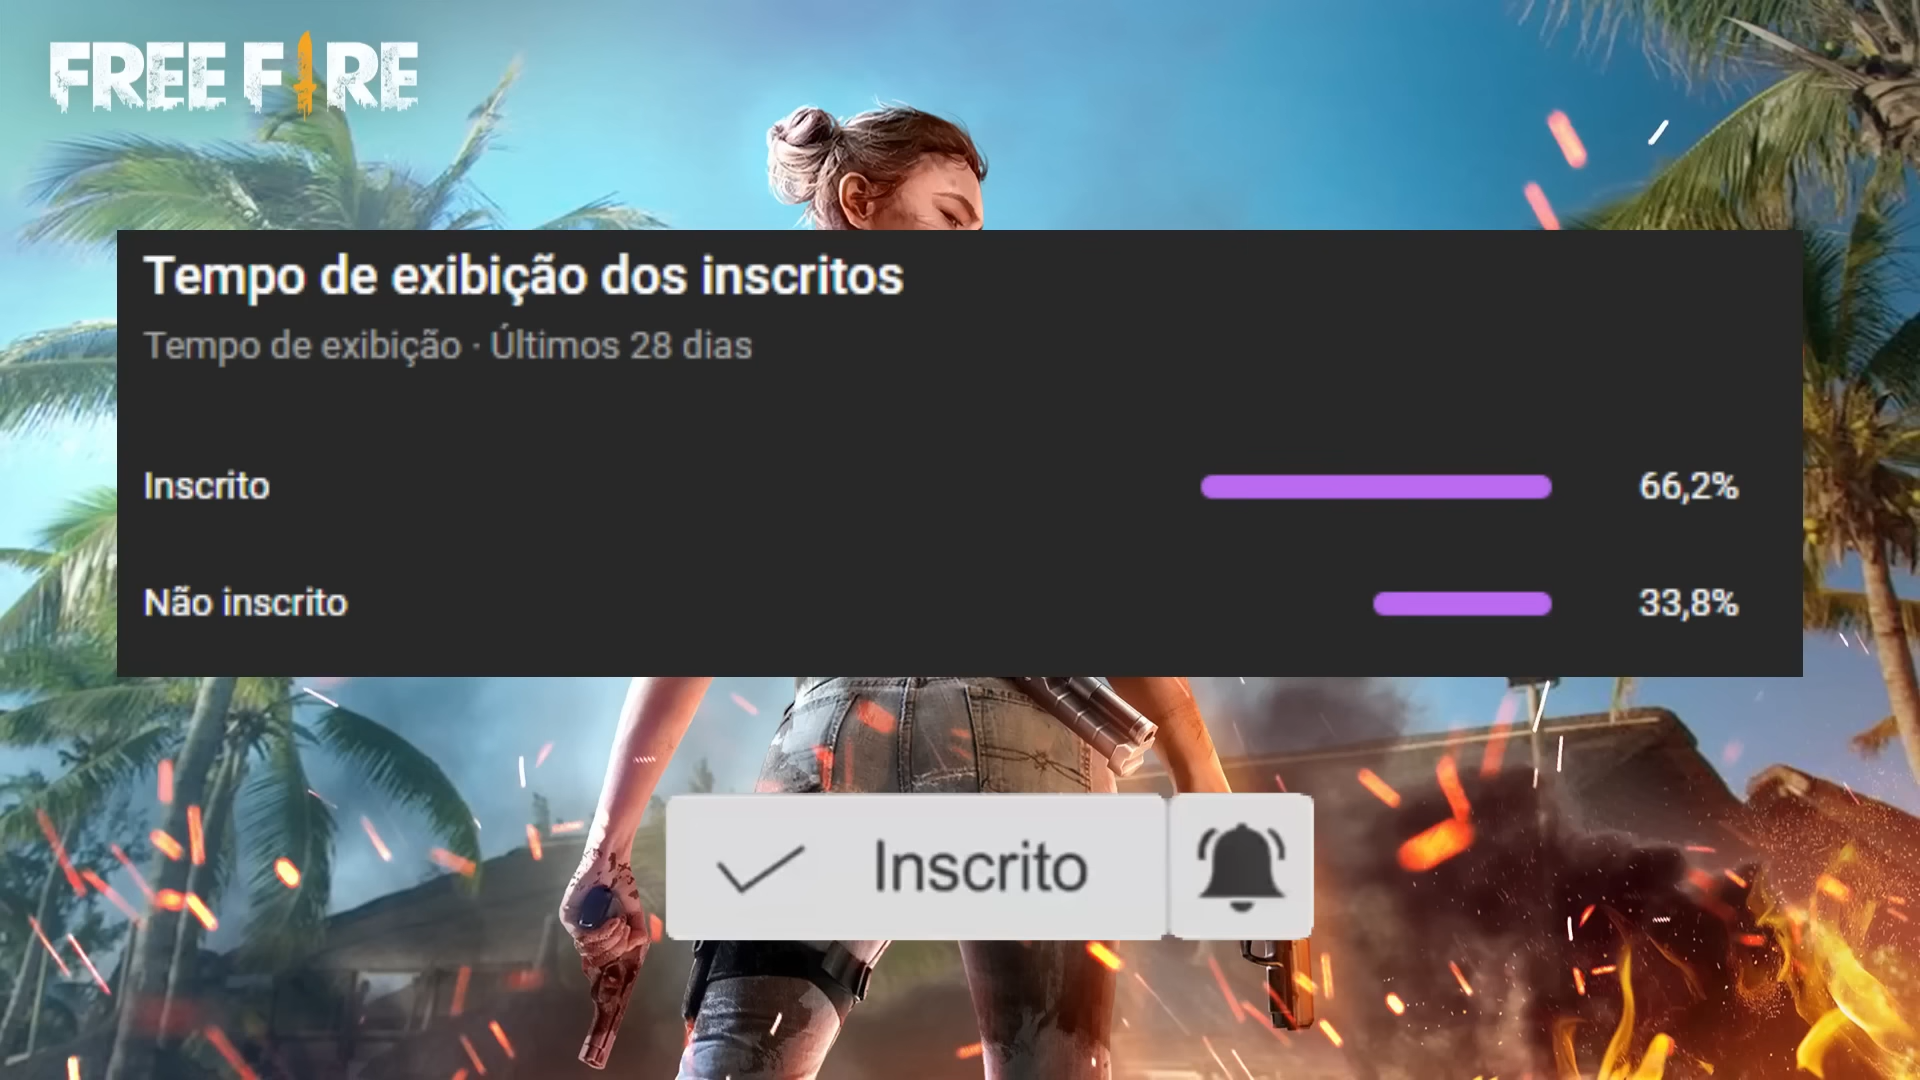 FREE FIRE
Tempo de exibição dos inscritos
Tempo de exibição · Últimos 28 dias
Inscrito 66,2%
Não inscrito 33,8%
Inscrito